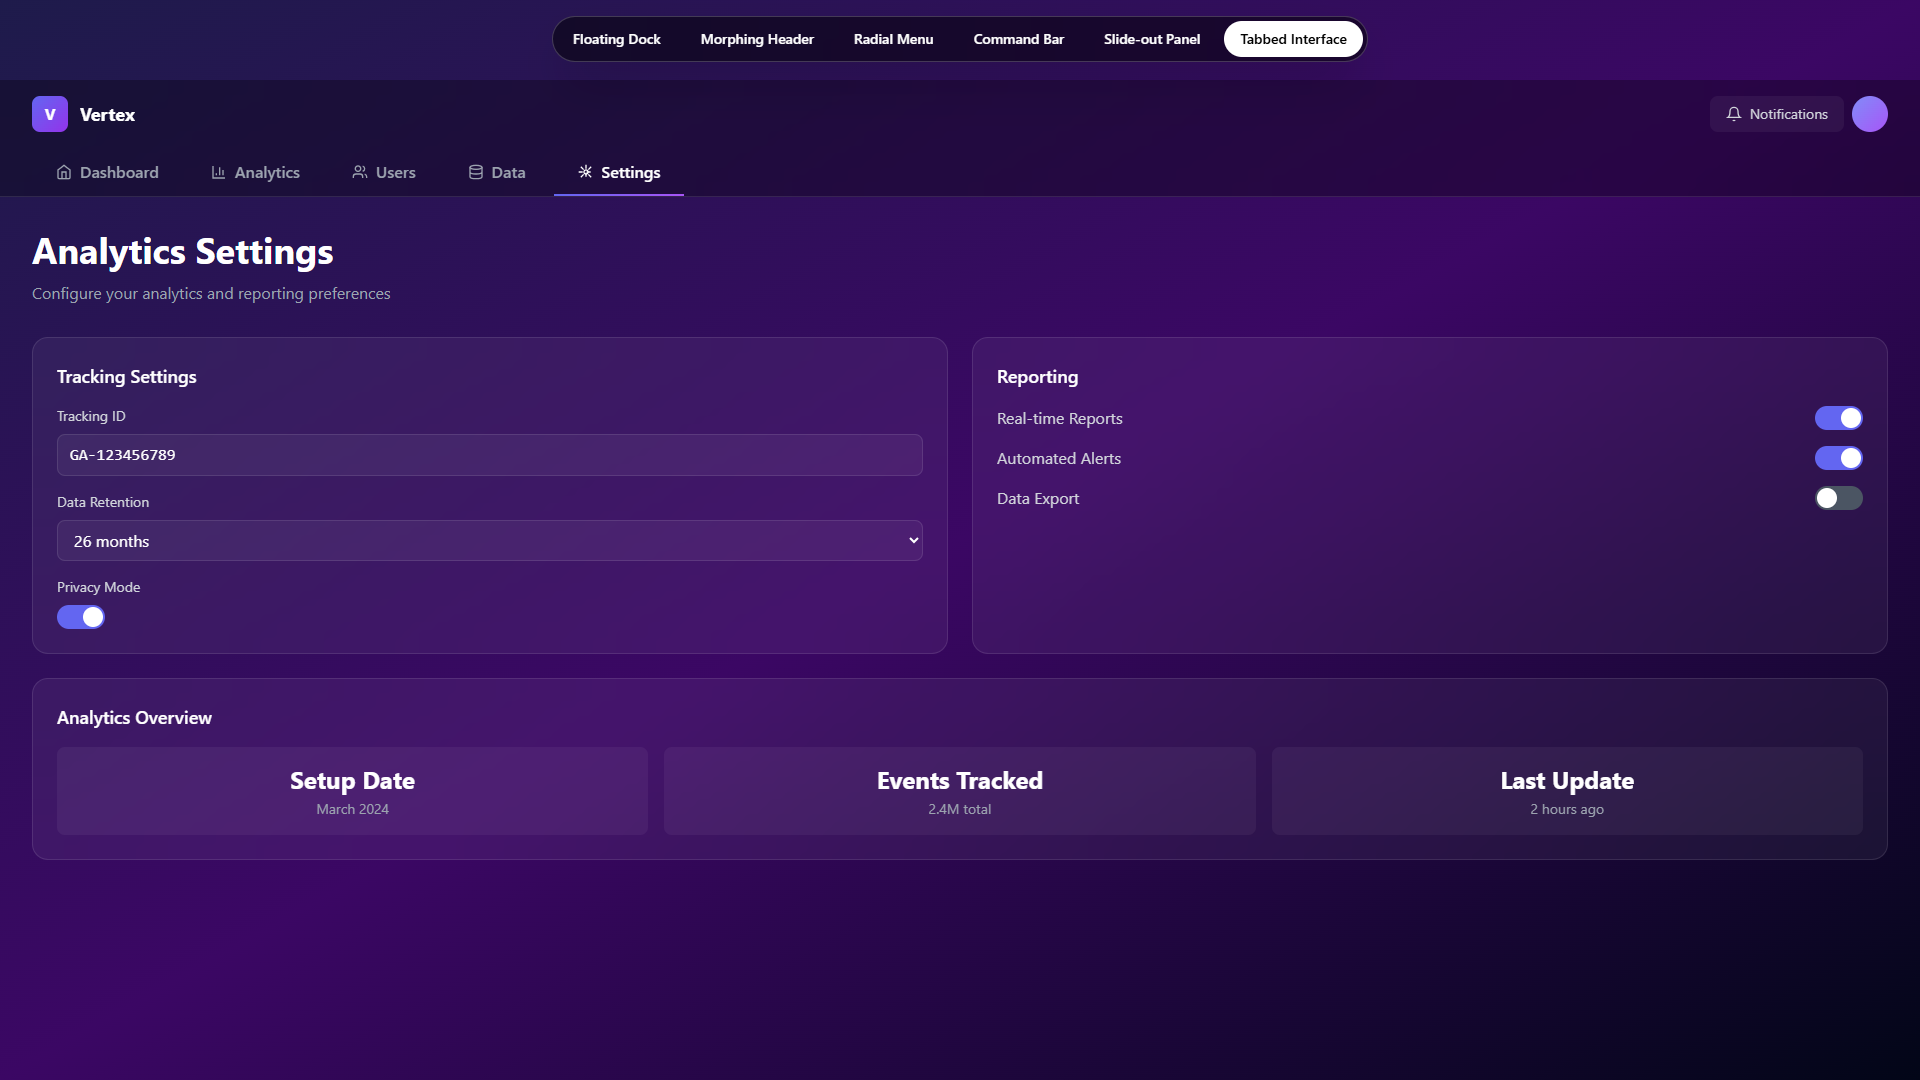 Floating Dock Morphing Header Radial Menu Command Bar Slide-out Panel Tabbed Interface
V Vertex Notifications
Dashboard Analytics Users Data Settings
Analytics Settings
Configure your analytics and reporting preferences
Tracking Settings
Tracking ID
GA-123456789
Data Retention
26 months
Privacy Mode
Reporting
Real-time Reports
Automated Alerts
Data Export
Analytics Overview
Setup Date
March 2024
Events Tracked
2.4M total
Last Update
2 hours ago